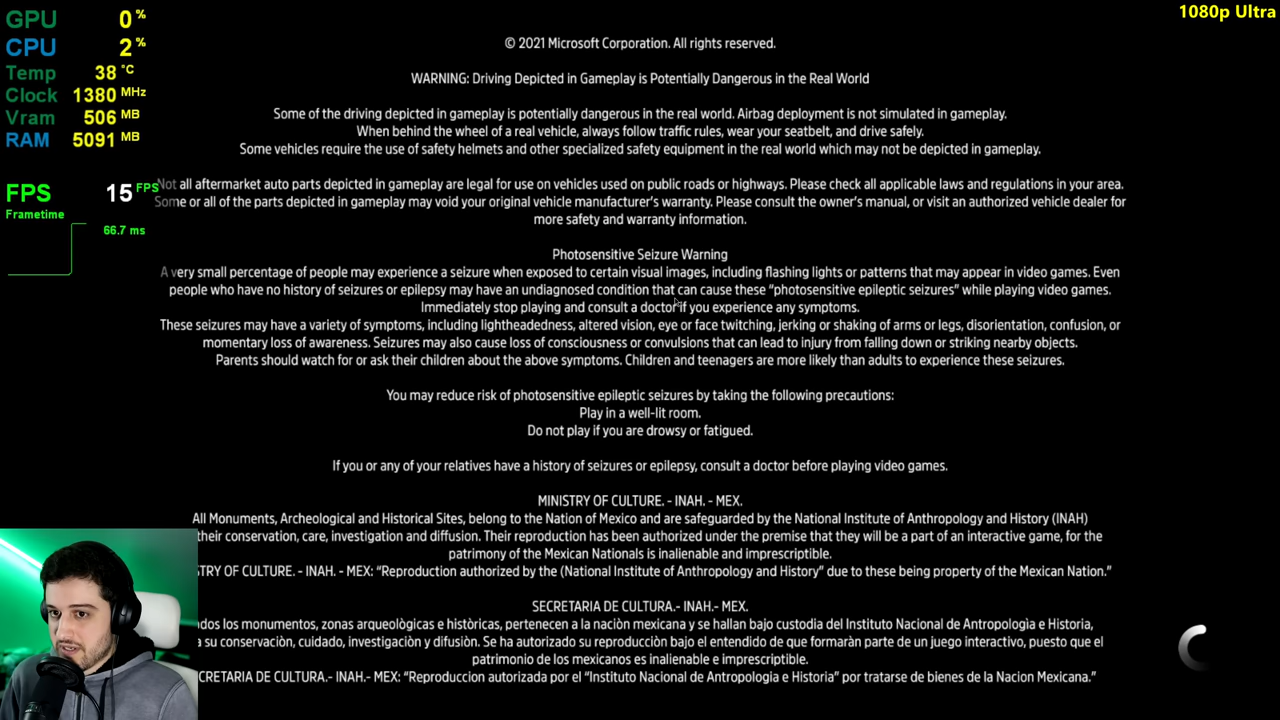 GPU 0 %
CPU 2 %
Temp 38 °C
Clock 1380 MHz
Vram 506 MB
RAM 5091 MB
FPS 15 FPS
Frametime
66.7 ms
1080p Ultra
© 2021 Microsoft Corporation. All rights reserved.
WARNING: Driving Depicted in Gameplay is Potentially Dangerous in the Real World
Some of the driving depicted in gameplay is potentially dangerous in the real world. Airbag deployment is not simulated in gameplay.
When behind the wheel of a real vehicle, always follow traffic rules, wear your seatbelt, and drive safely.
Some vehicles require the use of safety helmets and other specialized safety equipment in the real world which may not be depicted in gameplay.
Not all aftermarket auto parts depicted in gameplay are legal for use on vehicles used on public roads or highways. Please check all applicable laws and regulations in your area.
Some or all of the parts depicted in gameplay may void your original vehicle manufacturer's warranty. Please consult the owner's manual, or visit an authorized vehicle dealer for
more safety and warranty information.
Photosensitive Seizure Warning
A very small percentage of people may experience a seizure when exposed to certain visual images, including flashing lights or patterns that may appear in video games. Even
people who have no history of seizures or epilepsy may have an undiagnosed condition that can cause these "photosensitive epileptic seizures" while playing video games.
Immediately stop playing and consult a doctor if you experience any symptoms.
These seizures may have a variety of symptoms, including lightheadedness, altered vision, eye or face twitching, jerking or shaking of arms or legs, disorientation, confusion, or
momentary loss of awareness. Seizures may also cause loss of consciousness or convulsions that can lead to injury from falling down or striking nearby objects.
Parents should watch for or ask their children about the above symptoms. Children and teenagers are more likely than adults to experience these seizures.
You may reduce risk of photosensitive epileptic seizures by taking the following precautions:
Play in a well-lit room.
Do not play if you are drowsy or fatigued.
If you or any of your relatives have a history of seizures or epilepsy, consult a doctor before playing video games.
MINISTRY OF CULTURE. - INAH. - MEX.
All Monuments, Archeological and Historical Sites, belong to the Nation of Mexico and are safeguarded by the National Institute of Anthropology and History (INAH)
their conservation, care, investigation and diffusion. Their reproduction has been authorized under the premise that they will be a part of an interactive game, for the
patrimony of the Mexican Nationals is inalienable and imprescriptible.
STRY OF CULTURE. - INAH. - MEX: "Reproduction authorized by the (National Institute of Anthropology and History" due to these being property of the Mexican Nation."
SECRETARIA DE CULTURA.- INAH.- MEX.
odos los monumentos, zonas arqueològicas e històricas, pertenecen a la naciòn mexicana y se hallan bajo custodia del Instituto Nacional de Antropologìa e Historia,
a su conservaciòn, cuidado, investigaciòn y difusiòn. Se ha autorizado su reproducciòn bajo el entendido de que formaràn parte de un juego interactivo, puesto que el
patrimonio de los mexicanos es inalienable e imprescriptible.
CRETARIA DE CULTURA.- INAH.- MEX: "Reproduccion autorizada por el "Instituto Nacional de Antropologia e Historia" por tratarse de bienes de la Nacion Mexicana."